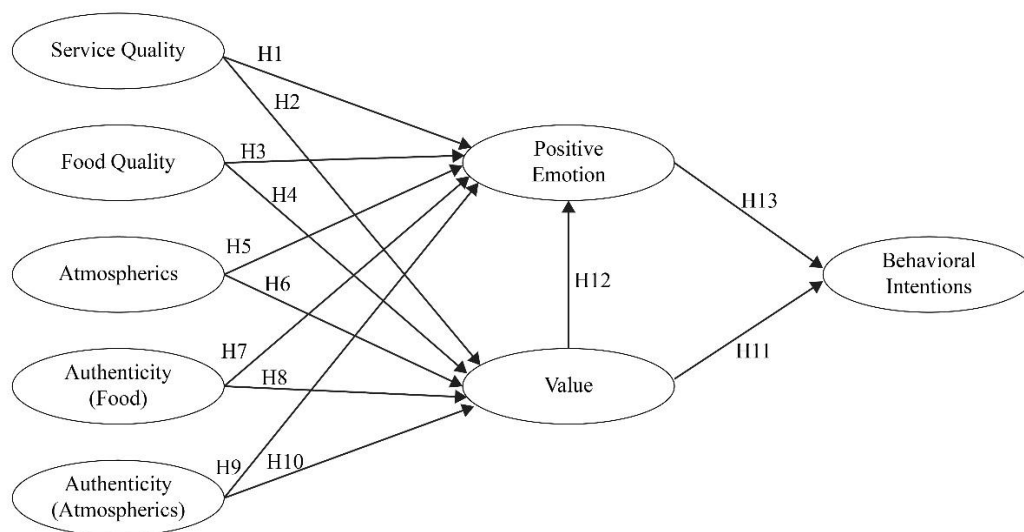 Service Quality
H1
H2
Food Quality
H3
H4
Positive
Emotion
H13
Atmospherics
H5
H6
H12
Behavioral
Intentions
H7
Authenticity
(Food)
H8
Value
H11
H9
H10
Authenticity
(Atmospherics)